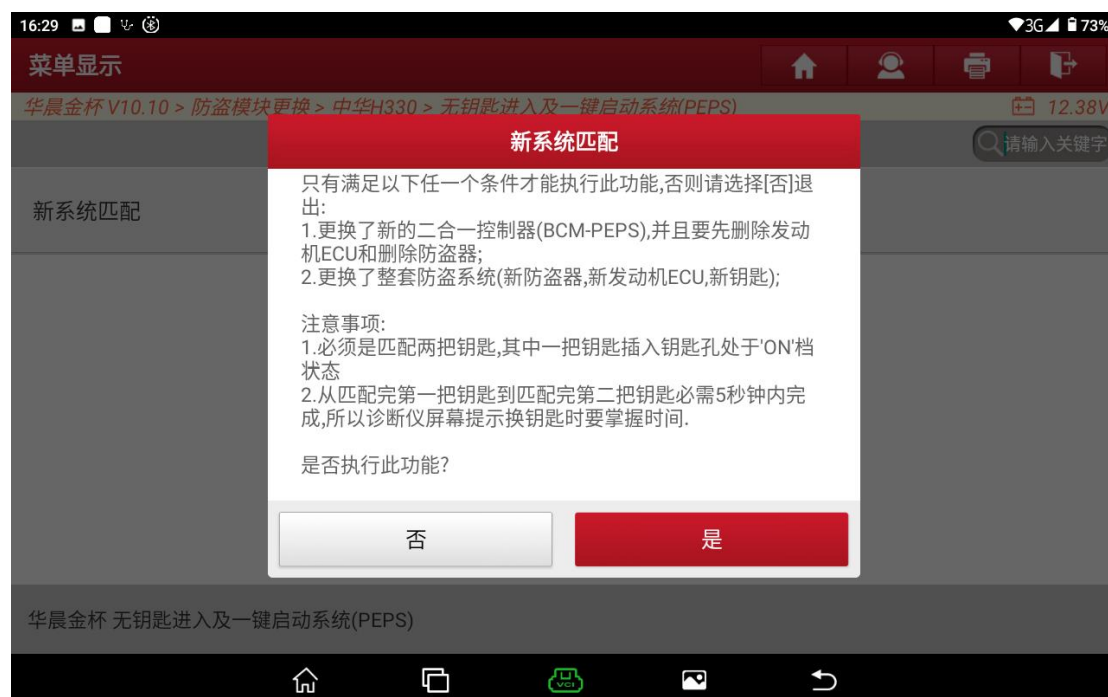 16:29
3G 73%
菜单显示
华晨金杯 V10.10 > 防盗模块更换 > 中华H330 > 无钥匙进入及一键启动系统(PEPS)
12.38V
请输入关键字
新系统匹配
新系统匹配
只有满足以下任一个条件才能执行此功能,否则请选择[否]退
出:
1.更换了新的二合一控制器(BCM-PEPS),并且要先删除发动
机ECU和删除防盗器;
2.更换了整套防盗系统(新防盗器,新发动机ECU,新钥匙);
注意事项:
1.必须是匹配两把钥匙,其中一把钥匙插入钥匙孔处于'ON'档
状态
2.从匹配完第一把钥匙到匹配完第二把钥匙必需5秒钟内完
成,所以诊断仪屏幕提示换钥匙时要掌握时间.
是否执行此功能?
否
是
华晨金杯 无钥匙进入及一键启动系统(PEPS)
VCI